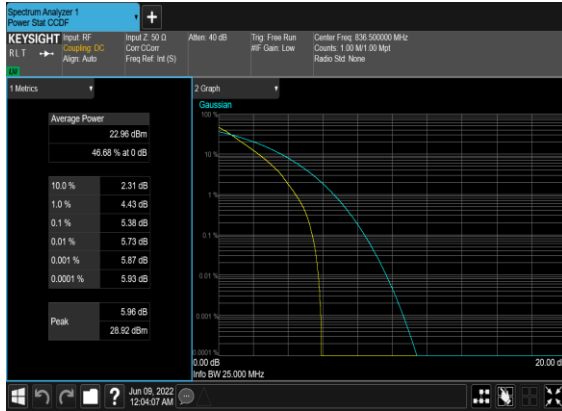 Spectrum Analyzer 1
Power Stat CCDF
+
KEYSIGHT
RLT
LU
Input: RF
Coupling: DC
Align: Auto
Input Z: 50 Ω
Corr CCorr
Freq Ref: Int (S)
Atten: 40 dB
Trig: Free Run
#IF Gain: Low
Center Freq: 836.500000 MHz
Counts: 1.00 M/1.00 Mpt
Radio Std: None
1 Metrics
Average Power
22.96 dBm
46.68 % at 0 dB
10.0 % 2.31 dB
1.0 % 4.43 dB
0.1 % 5.38 dB
0.01 % 5.73 dB
0.001 % 5.87 dB
0.0001 % 5.93 dB
Peak
5.96 dB
28.92 dBm
2 Graph
Gaussian
100 %
10 %
1 %
0.1 %
0.01 %
0.001 %
0.0001 %
0.00 dB
20.00 d
Info BW 25.000 MHz
?
Jun 09, 2022
12:04:07 AM